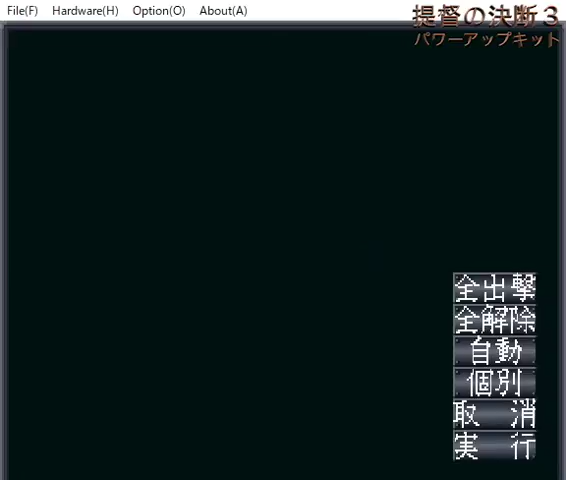 File(F) Hardware(H) Option(O) About(A)
提督の決断３
パワーアップキット
全出撃
全解除
自動
個別
取　消
実　行